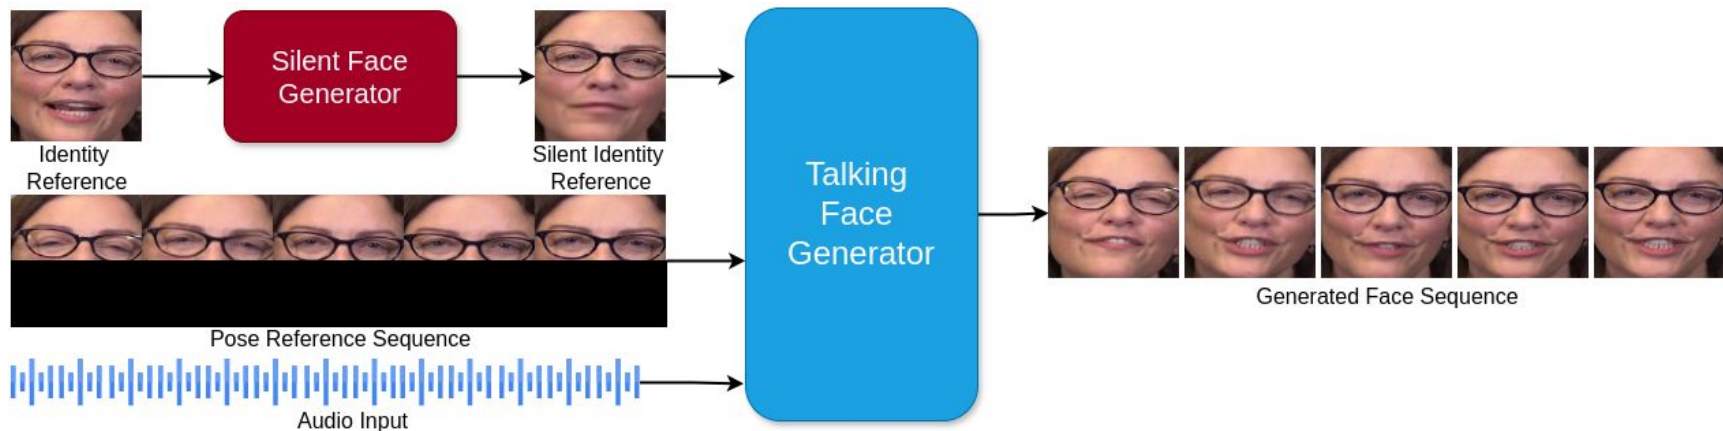 Silent Face
Generator
Identity
Reference
Silent Identity
Reference
Pose Reference Sequence
Audio Input
Talking
Face
Generator
Generated Face Sequence